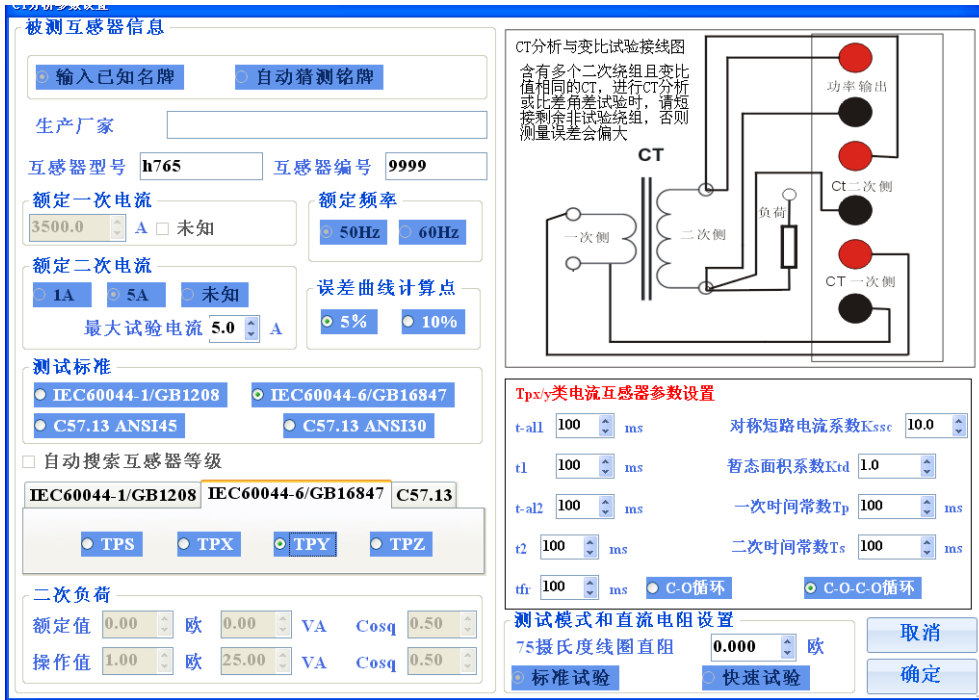 CT分析参数设置
被测互感器信息
输入已知名牌 自动猜测铭牌
生产厂家
互感器型号 h765 互感器编号 9999
额定一次电流
3500.0 A 未知
额定频率
50Hz 60Hz
额定二次电流
1A 5A 未知
最大试验电流 5.0 A
误差曲线计算点
5% 10%
测试标准
IEC60044-1/GB1208 IEC60044-6/GB16847
C57.13 ANSI45 C57.13 ANSI30
自动搜索互感器等级
IEC60044-1/GB1208 IEC60044-6/GB16847 C57.13
TPS TPX TPY TPZ
二次负荷
额定值 0.00 欧 0.00 VA Cosq 0.50
操作值 1.00 欧 25.00 VA Cosq 0.50
CT分析与变比试验接线图
含有多个二次绕组且变比
值相同的CT，进行CT分析
或比差角差试验时，请短
接剩余非试验绕组，否则
测量误差会偏大
CT
一次侧
二次侧
负荷
功率输出
Ct二次侧
CT一次侧
Tpx/y类电流互感器参数设置
t-al1 100 ms 对称短路电流系数Kssc 10.0
t1 100 ms 暂态面积系数Ktd 1.0
t-al2 100 ms 一次时间常数Tp 100 ms
t2 100 ms 二次时间常数Ts 100 ms
tfr 100 ms C-O循环 C-O-C-O循环
测试模式和直流电阻设置
75摄氏度线圈直阻 0.000 欧
标准试验 快速试验
取消
确定